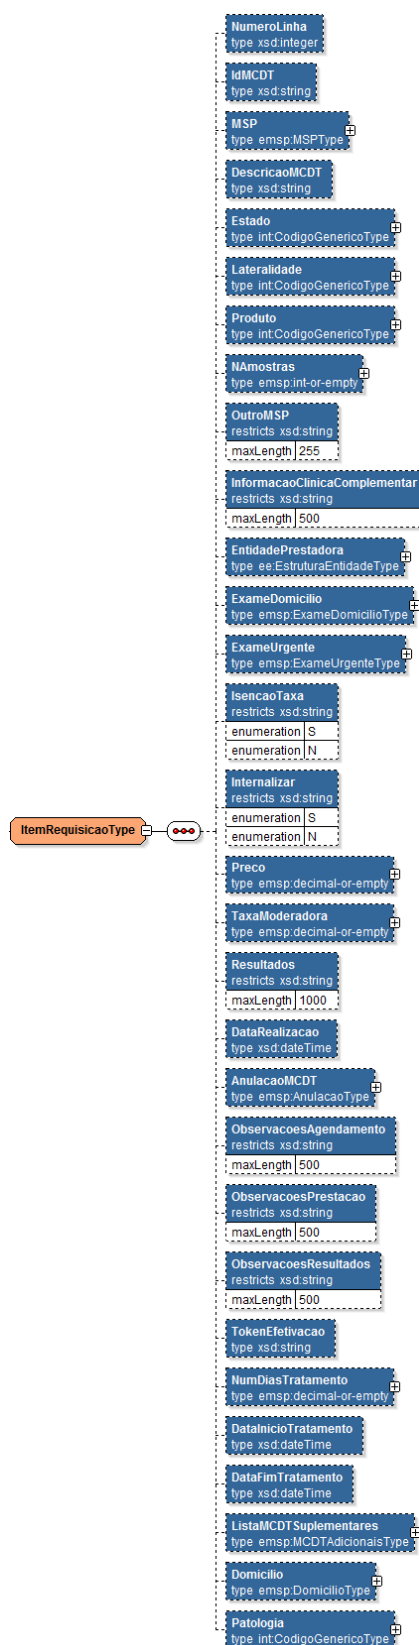 NumeroLinha
type xsd:integer
IdMCDT
type xsd:string
MSP
type emsp:MSPType
DescricaoMCDT
type xsd:string
Estado
type int:CodigoGenericoType
Lateralidade
type int:CodigoGenericoType
Produto
type int:CodigoGenericoType
NAmostras
type emsp:int-or-empty
OutroMSP
restricts xsd:string
maxLength 255
InformacaoClinicaComplementar
restricts xsd:string
maxLength 500
EntidadePrestadora
type ee:EstruturaEntidadeType
ExameDomicilio
type emsp:ExameDomicilioType
ExameUrgente
type emsp:ExameUrgenteType
IsencaoTaxa
restricts xsd:string
enumeration S
enumeration N
Internalizar
restricts xsd:string
enumeration S
enumeration N
ItemRequisicaoType
Preco
type emsp:decimal-or-empty
TaxaModeradora
type emsp:decimal-or-empty
Resultados
restricts xsd:string
maxLength 1000
DataRealizacao
type xsd:dateTime
AnulacaoMCDT
type emsp:AnulacaoType
ObservacoesAgendamento
restricts xsd:string
maxLength 500
ObservacoesPrestacao
restricts xsd:string
maxLength 500
ObservacoesResultados
restricts xsd:string
maxLength 500
TokenEfetivacao
type xsd:string
NumDiasTratamento
type emsp:decimal-or-empty
DataInicioTratamento
type xsd:dateTime
DataFimTratamento
type xsd:dateTime
ListaMCDTSuplementares
type emsp:MCDTAdicionaisType
Domicilio
type emsp:DomicilioType
Patologia
type int:CodigoGenericoType